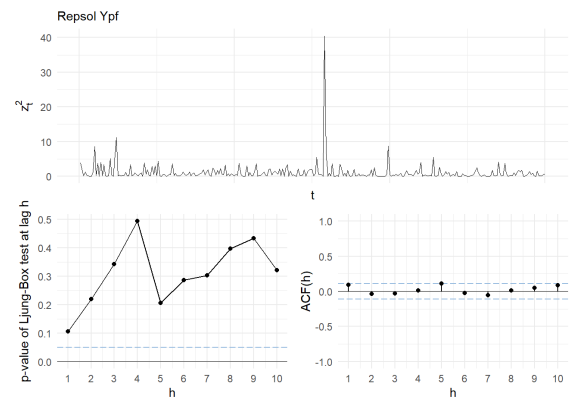 Repsol Ypf
z²ₜ
40
30
20
10
0
t
p-value of Ljung-Box test at lag h
0.5
0.4
0.3
0.2
0.1
0.0
1 2 3 4 5 6 7 8 9 10
h
ACF(h)
1.0
0.5
0.0
-0.5
-1.0
1 2 3 4 5 6 7 8 9 10
h